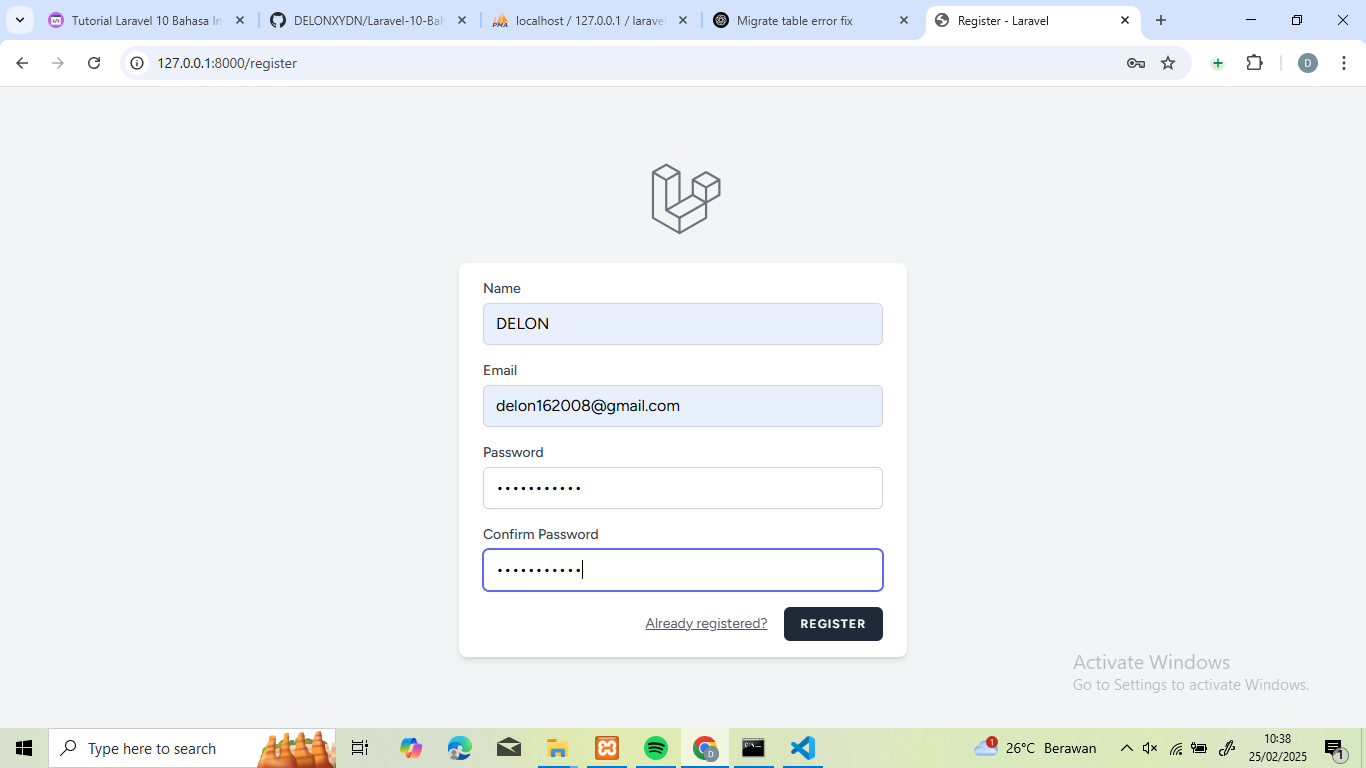 Tutorial Laravel 10 Bahasa In
DELONXYDN/Laravel-10-Bah
localhost / 127.0.0.1 / larave
Migrate table error fix
Register - Laravel
127.0.0.1:8000/register
D
Name
DELON
Email
delon162008@gmail.com
Password
•••••••••••
Confirm Password
•••••••••••
Already registered?
REGISTER
Activate Windows
Go to Settings to activate Windows.
Type here to search
D
1
26°C Berawan
10:38
25/02/2025
1